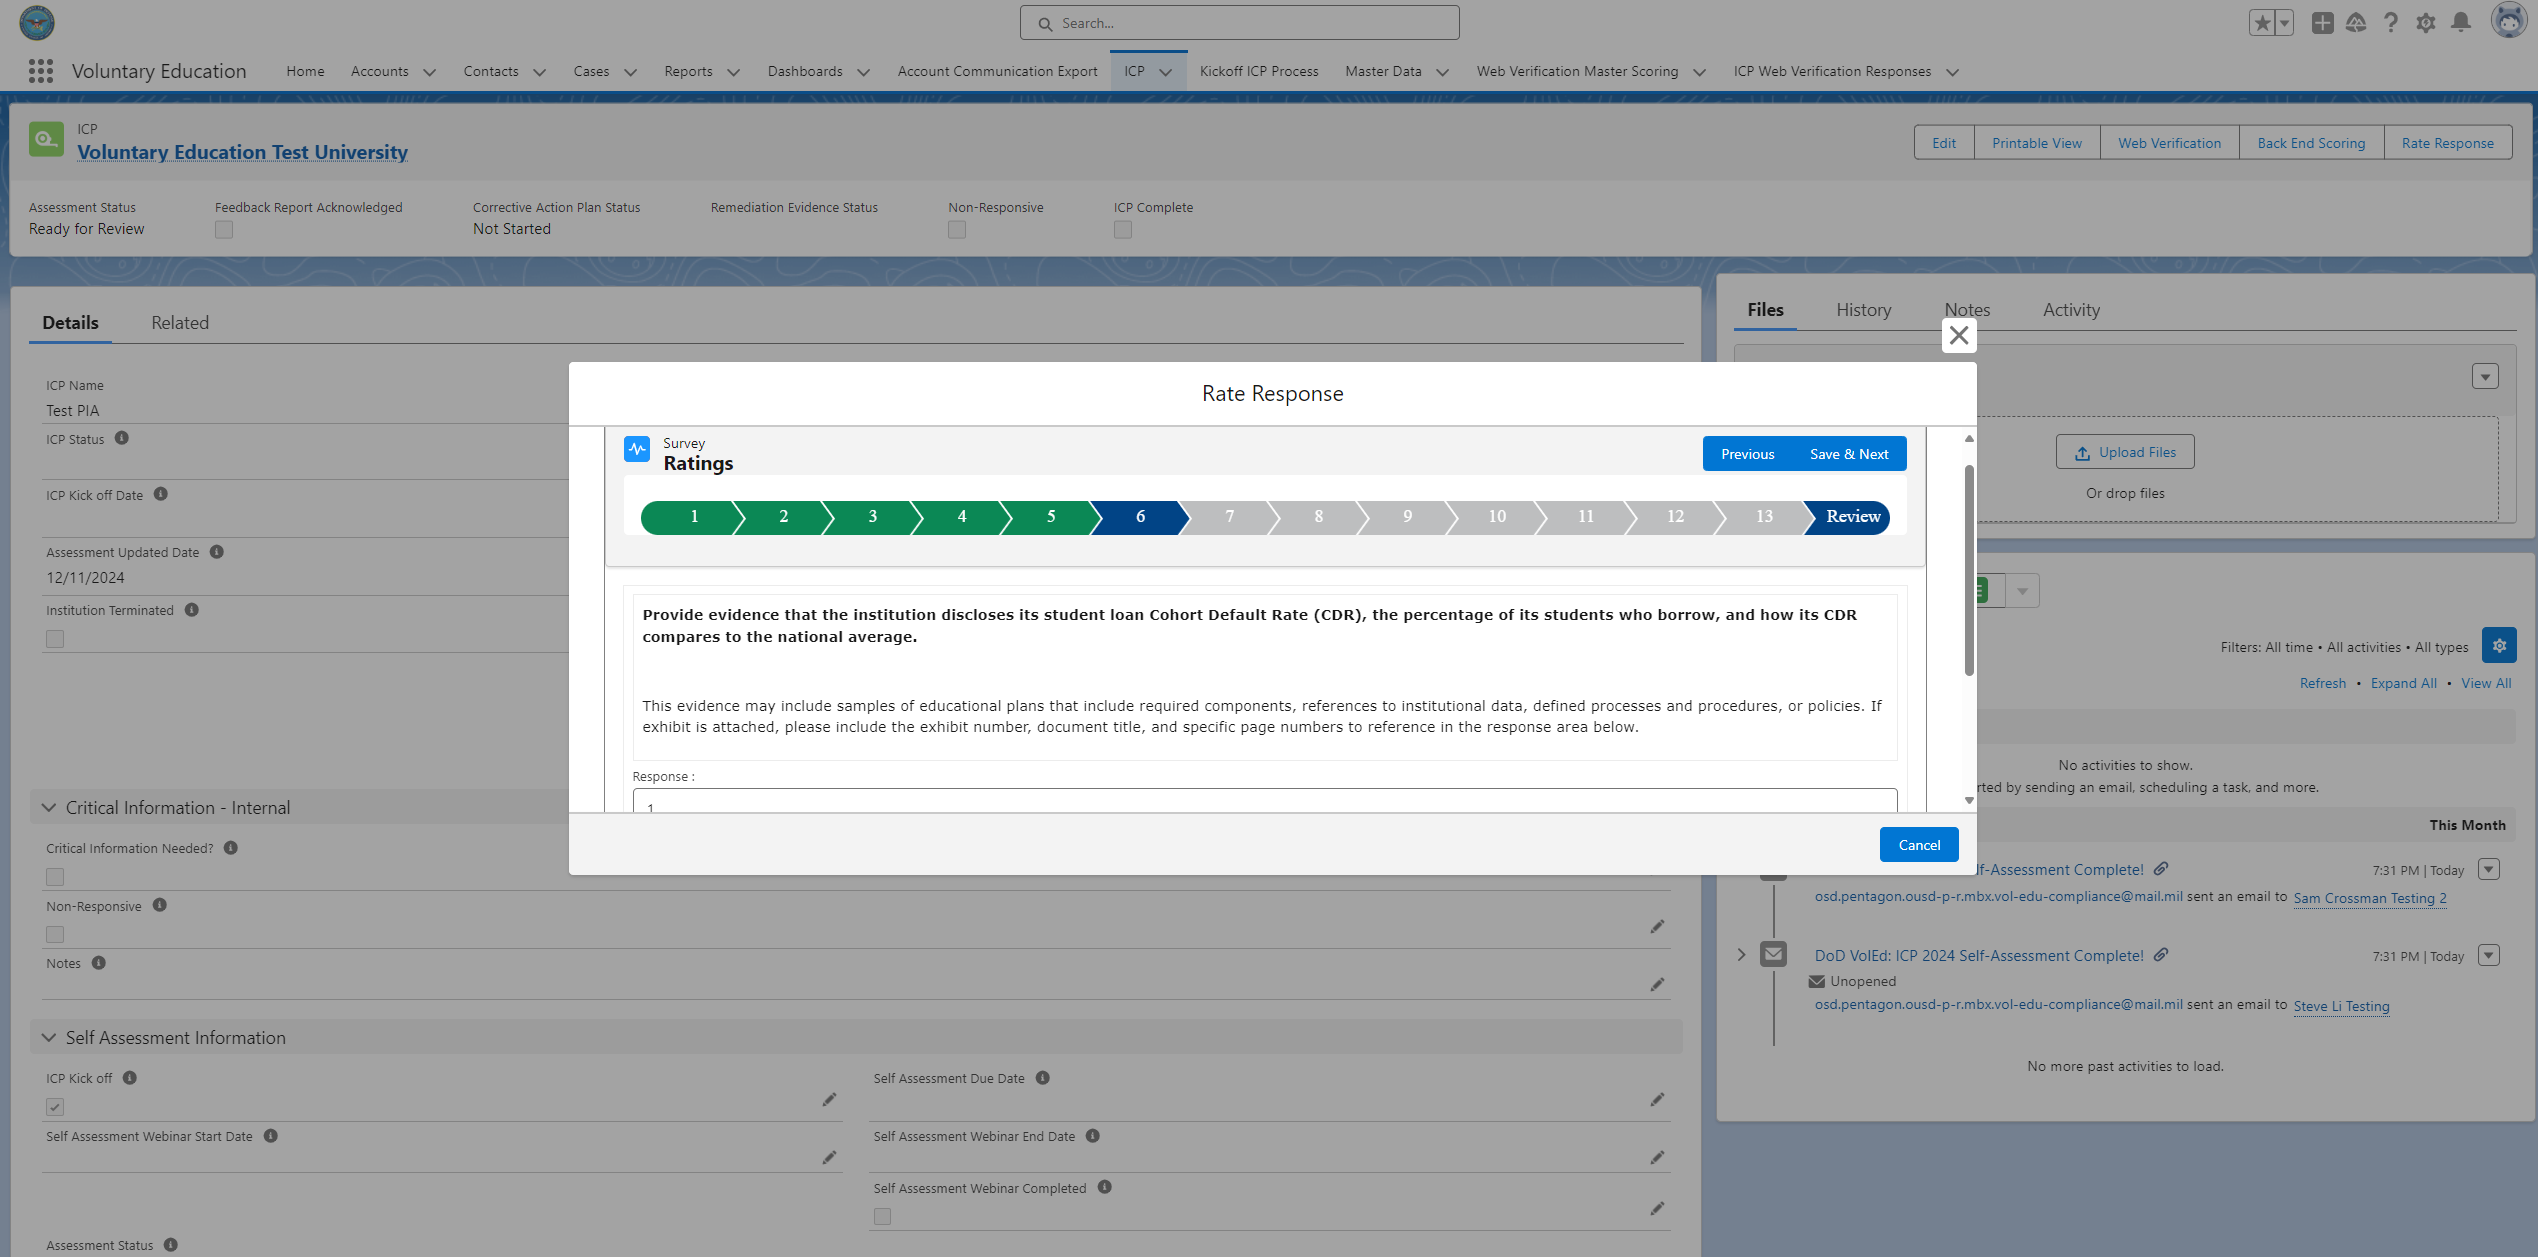 Search...
Voluntary Education
Home
Accounts
Contacts
Cases
Reports
Dashboards
Account Communication Export
ICP
Kickoff ICP Process
Master Data
Web Verification Master Scoring
ICP Web Verification Responses
ICP
Voluntary Education Test University
Edit
Printable View
Web Verification
Back End Scoring
Rate Response
Assessment Status
Ready for Review
Feedback Report Acknowledged
Corrective Action Plan Status
Not Started
Remediation Evidence Status
Non-Responsive
ICP Complete
Details
Related
ICP Name
Test PIA
ICP Status
ICP Kick off Date
Assessment Updated Date
12/11/2024
Institution Terminated
Critical Information - Internal
Critical Information Needed?
Non-Responsive
Notes
Self Assessment Information
ICP Kick off
Self Assessment Due Date
Self Assessment Webinar Start Date
Self Assessment Webinar End Date
Self Assessment Webinar Completed
Assessment Status
Rate Response
Survey
Ratings
Previous
Save & Next
1
2
3
4
5
6
7
8
9
10
11
12
13
Review
Provide evidence that the institution discloses its student loan Cohort Default Rate (CDR), the percentage of its students who borrow, and how its CDR
compares to the national average.
This evidence may include samples of educational plans that include required components, references to institutional data, defined processes and procedures, or policies. If
exhibit is attached, please include the exhibit number, document title, and specific page numbers to reference in the response area below.
Response :
1
Cancel
Files
History
Notes
Activity
Upload Files
Or drop files
Filters: All time • All activities • All types
Refresh • Expand All • View All
No activities to show.
rted by sending an email, scheduling a task, and more.
This Month
lf-Assessment Complete!
7:31 PM | Today
osd.pentagon.ousd-p-r.mbx.vol-edu-compliance@mail.mil sent an email to Sam Crossman Testing 2
DoD VolEd: ICP 2024 Self-Assessment Complete!
7:31 PM | Today
Unopened
osd.pentagon.ousd-p-r.mbx.vol-edu-compliance@mail.mil sent an email to Steve Li Testing
No more past activities to load.